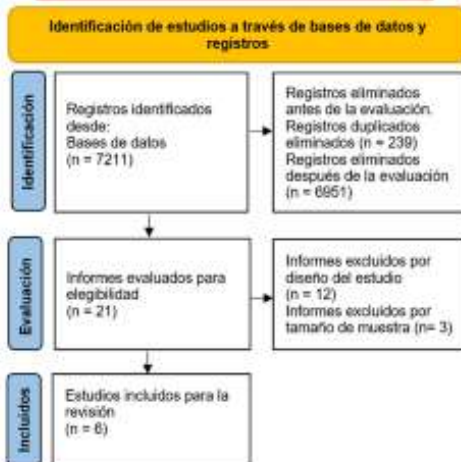 Identificación de estudios a través de bases de datos y
registros
Identificación
Registros identificados
desde:
Bases de datos
(n = 7211)
Registros eliminados
antes de la evaluación.
Registros duplicados
eliminados (n = 239)
Registros eliminados
después de la evaluación
(n = 6951)
Evaluación
Informes evaluados para
elegibilidad
(n = 21)
Informes excluidos por
diseño del estudio
(n = 12)
Informes excluidos por
tamaño de muestra (n= 3)
Incluidos
Estudios incluidos para la
revisión
(n = 6)